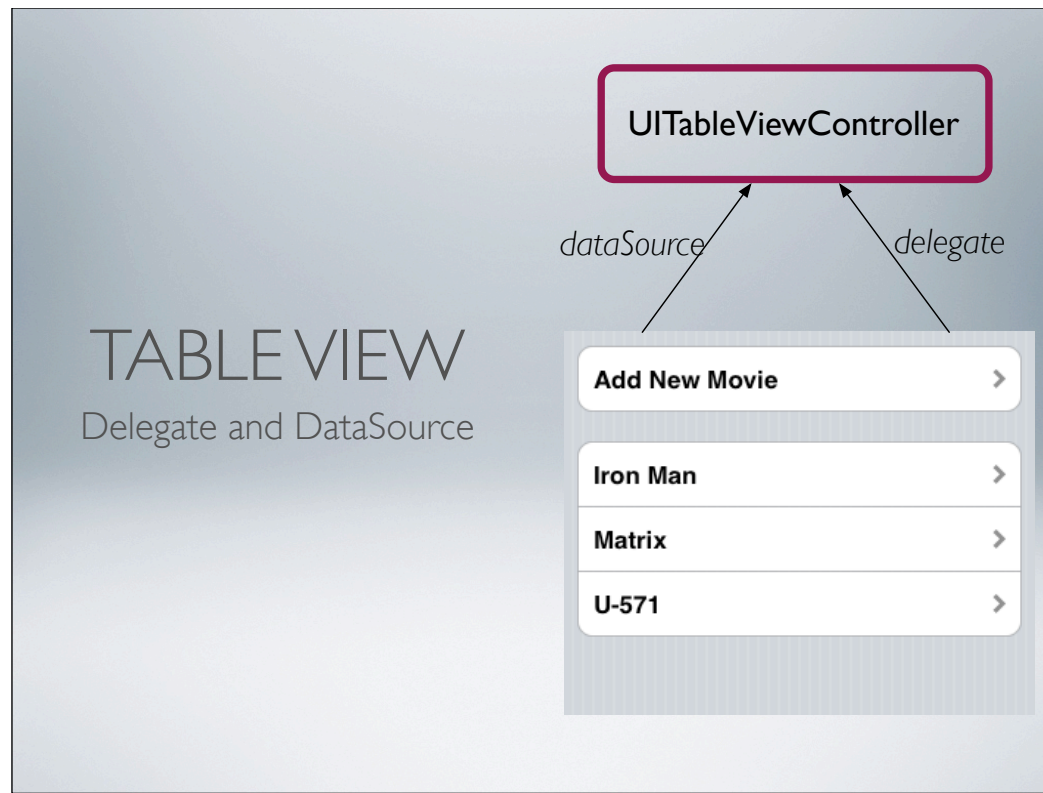 TABLE VIEW
Delegate and DataSource
UITableViewController
dataSource
delegate
Add New Movie
Iron Man
Matrix
U-571